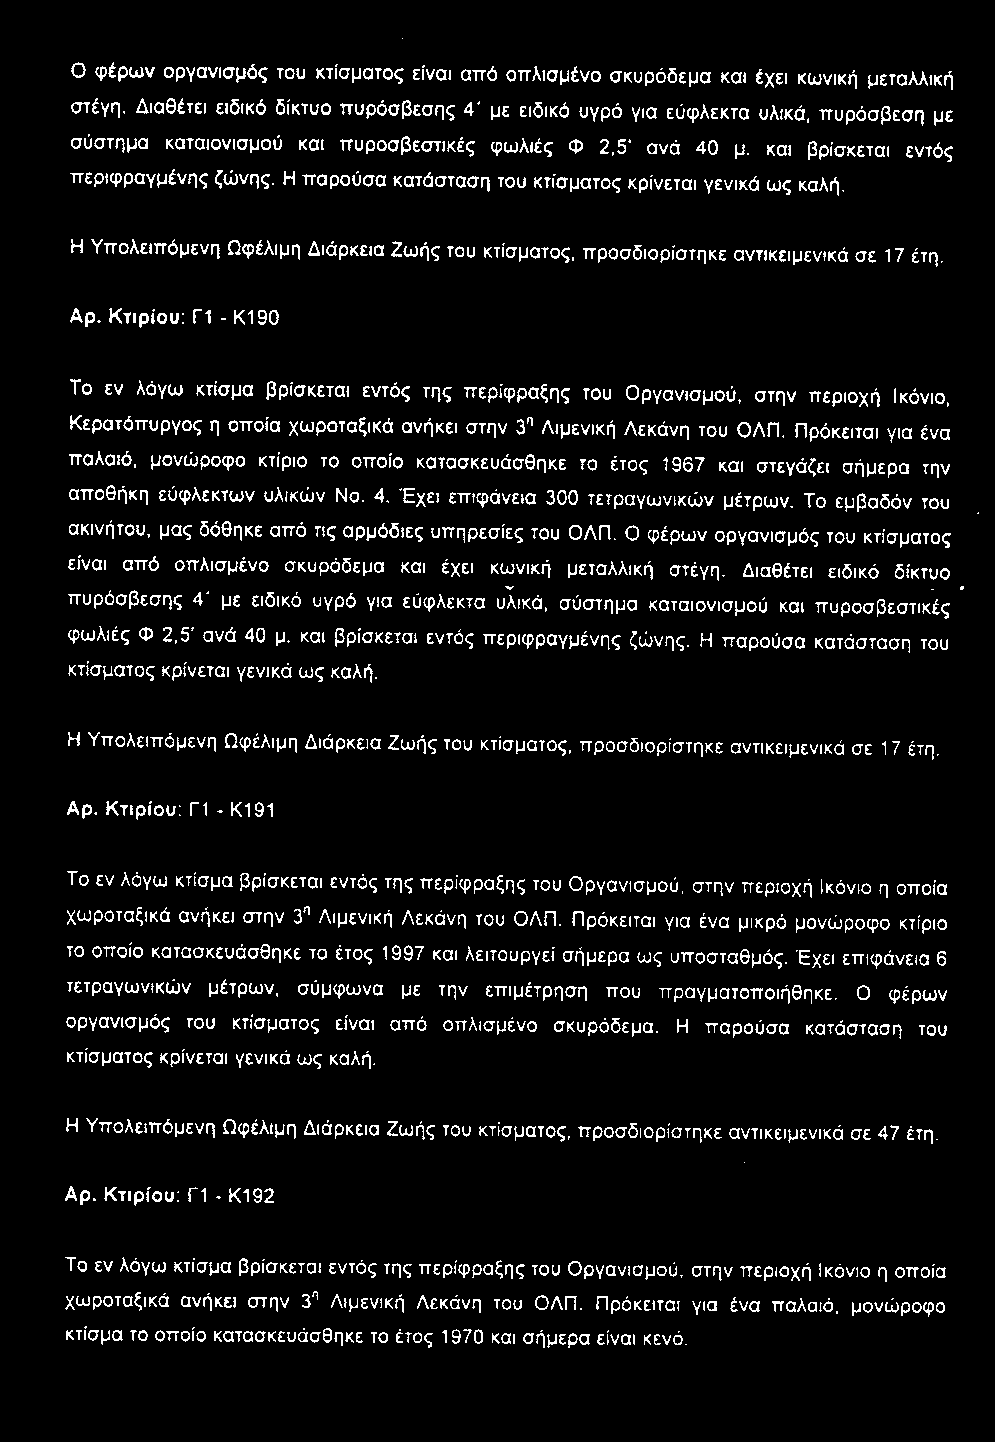 Ο φέρων οργανισμός του κτίσματος είναι από οπλισμένο σκυρόδεμα και έχει κωνική μεταλλική
στέγη. Διαθέτει ειδικό δίκτυο πυρόσβεσης 4' με ειδικό υγρό για εύφλεκτα υλικά, πυρόσβεση με
σύστημα καταιονισμού και πυροσβεστικές φωλιές Φ 2,5' ανά 40 μ. και βρίσκεται εντός
περιφραγμένης ζώνης. Η παρούσα κατάσταση του κτίσματος κρίνεται γενικά ως καλή.
Η Υπολειπόμενη Ωφέλιμη Διάρκεια Ζωής του κτίσματος, προσδιορίστηκε αντικειμενικά σε 17 έτη.
Αρ. Κτιρίου: Γ1 - Κ190
Το εν λόγω κτίσμα βρίσκεται εντός της περίφραξης του Οργανισμού, στην περιοχή Ικόνιο,
Κερατόπυργος η οποία χωροταξικά ανήκει στην 3η Λιμενική Λεκάνη του ΟΛΠ. Πρόκειται για ένα
παλαιό, μονώροφο κτίριο το οποίο κατασκευάσθηκε το έτος 1967 και στεγάζει σήμερα την
αποθήκη εύφλεκτων υλικών Νο. 4. Έχει επιφάνεια 300 τετραγωνικών μέτρων. Το εμβαδόν του
ακινήτου, μας δόθηκε από τις αρμόδιες υπηρεσίες του ΟΛΠ. Ο φέρων οργανισμός του κτίσματος
είναι από οπλισμένο σκυρόδεμα και έχει κωνική μεταλλική στέγη. Διαθέτει ειδικό δίκτυο
πυρόσβεσης 4' με ειδικό υγρό για εύφλεκτα υλικά, σύστημα καταιονισμού και πυροσβεστικές
φωλιές Φ 2,5' ανά 40 μ. και βρίσκεται εντός περιφραγμένης ζώνης. Η παρούσα κατάσταση του
κτίσματος κρίνεται γενικά ως καλή.
Η Υπολειπόμενη Ωφέλιμη Διάρκεια Ζωής του κτίσματος, προσδιορίστηκε αντικειμενικά σε 17 έτη.
Αρ. Κτιρίου: Γ1 - Κ191
Το εν λόγω κτίσμα βρίσκεται εντός της περίφραξης του Οργανισμού, στην περιοχή Ικόνιο η οποία
χωροταξικά ανήκει στην 3η Λιμενική Λεκάνη του ΟΛΠ. Πρόκειται για ένα μικρό μονώροφο κτίριο
το οποίο κατασκευάσθηκε το έτος 1997 και λειτουργεί σήμερα ως υποσταθμός. Έχει επιφάνεια 6
τετραγωνικών μέτρων, σύμφωνα με την επιμέτρηση που πραγματοποιήθηκε. Ο φέρων
οργανισμός του κτίσματος είναι από οπλισμένο σκυρόδεμα. Η παρούσα κατάσταση του
κτίσματος κρίνεται γενικά ως καλή.
Η Υπολειπόμενη Ωφέλιμη Διάρκεια Ζωής του κτίσματος, προσδιορίστηκε αντικειμενικά σε 47 έτη.
Αρ. Κτιρίου: Γ1 - Κ192
Το εν λόγω κτίσμα βρίσκεται εντός της περίφραξης του Οργανισμού, στην περιοχή Ικόνιο η οποία
χωροταξικά ανήκει στην 3η Λιμενική Λεκάνη του ΟΛΠ. Πρόκειται για ένα παλαιό, μονώροφο
κτίσμα το οποίο κατασκευάσθηκε το έτος 1970 και σήμερα είναι κενό.